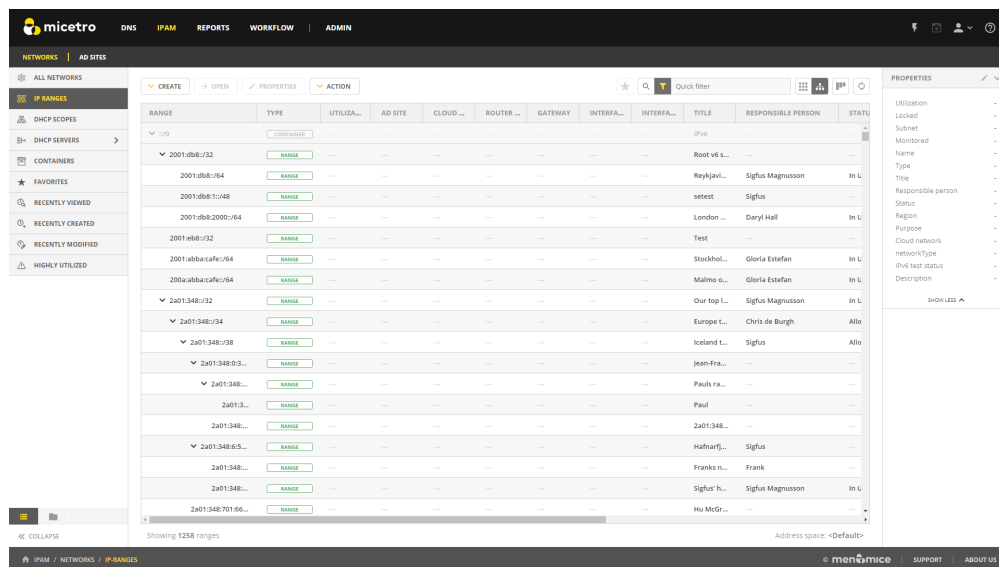 micetro DNS IPAM REPORTS WORKFLOW ADMIN
NETWORKS AD SITES
ALL NETWORKS
IP RANGES
DHCP SCOPES
DHCP SERVERS
CONTAINERS
FAVORITES
RECENTLY VIEWED
RECENTLY CREATED
RECENTLY MODIFIED
HIGHLY UTILIZED
COLLAPSE
CREATE OPEN PROPERTIES ACTION Quick filter
RANGE TYPE UTILIZA... AD SITE CLOUD ... ROUTER ... GATEWAY INTERFA... INTERFA... TITLE RESPONSIBLE PERSON STATU
::/0 CONTAINER — — — — — — — IPv6 — —
2001:db8::/32 RANGE — — — — — — — Root v6 s... — —
2001:db8::/64 RANGE — — — — — — — Reykjavi... Sigfus Magnusson In U
2001:db8:1::/48 RANGE — — — — — — — setest Sigfus —
2001:db8:2000::/64 RANGE — — — — — — — London ... Daryl Hall In U
2001:eb8::/32 RANGE — — — — — — — Test — —
2001:abba:cafe::/64 RANGE — — — — — — — Stockhol... Gloria Estefan In U
200a:abba:cafe::/64 RANGE — — — — — — — Malmo o... Gloria Estefan In U
2a01:348::/32 RANGE — — — — — — — Our top l... Sigfus Magnusson In U
2a01:348::/34 RANGE — — — — — — — Europe t... Chris de Burgh Allo
2a01:348::/38 RANGE — — — — — — — Iceland t... Sigfus Allo
2a01:348:0:3... RANGE — — — — — — — Jean-Fra... — —
2a01:348:... RANGE — — — — — — — Pauls ra... — —
2a01:3... RANGE — — — — — — — Paul — —
2a01:348:... RANGE — — — — — — — 2a01:348... — —
2a01:348:6:5... RANGE — — — — — — — Hafnarfj... Sigfus —
2a01:348:... RANGE — — — — — — — Franks n... Frank —
2a01:348:... RANGE — — — — — — — Sigfus' h... Sigfus Magnusson In U
2a01:348:701:66... RANGE — — — — — — — Hu McGr... — —
Showing 1258 ranges Address space: <Default>
PROPERTIES
Utilization -
Locked -
Subnet -
Monitored -
Name -
Type -
Title -
Responsible person -
Status -
Region -
Purpose -
Cloud network -
networkType -
IPv6 test status -
Description -
SHOW LESS
IPAM / NETWORKS / IP-RANGES © men&mice SUPPORT ABOUT US